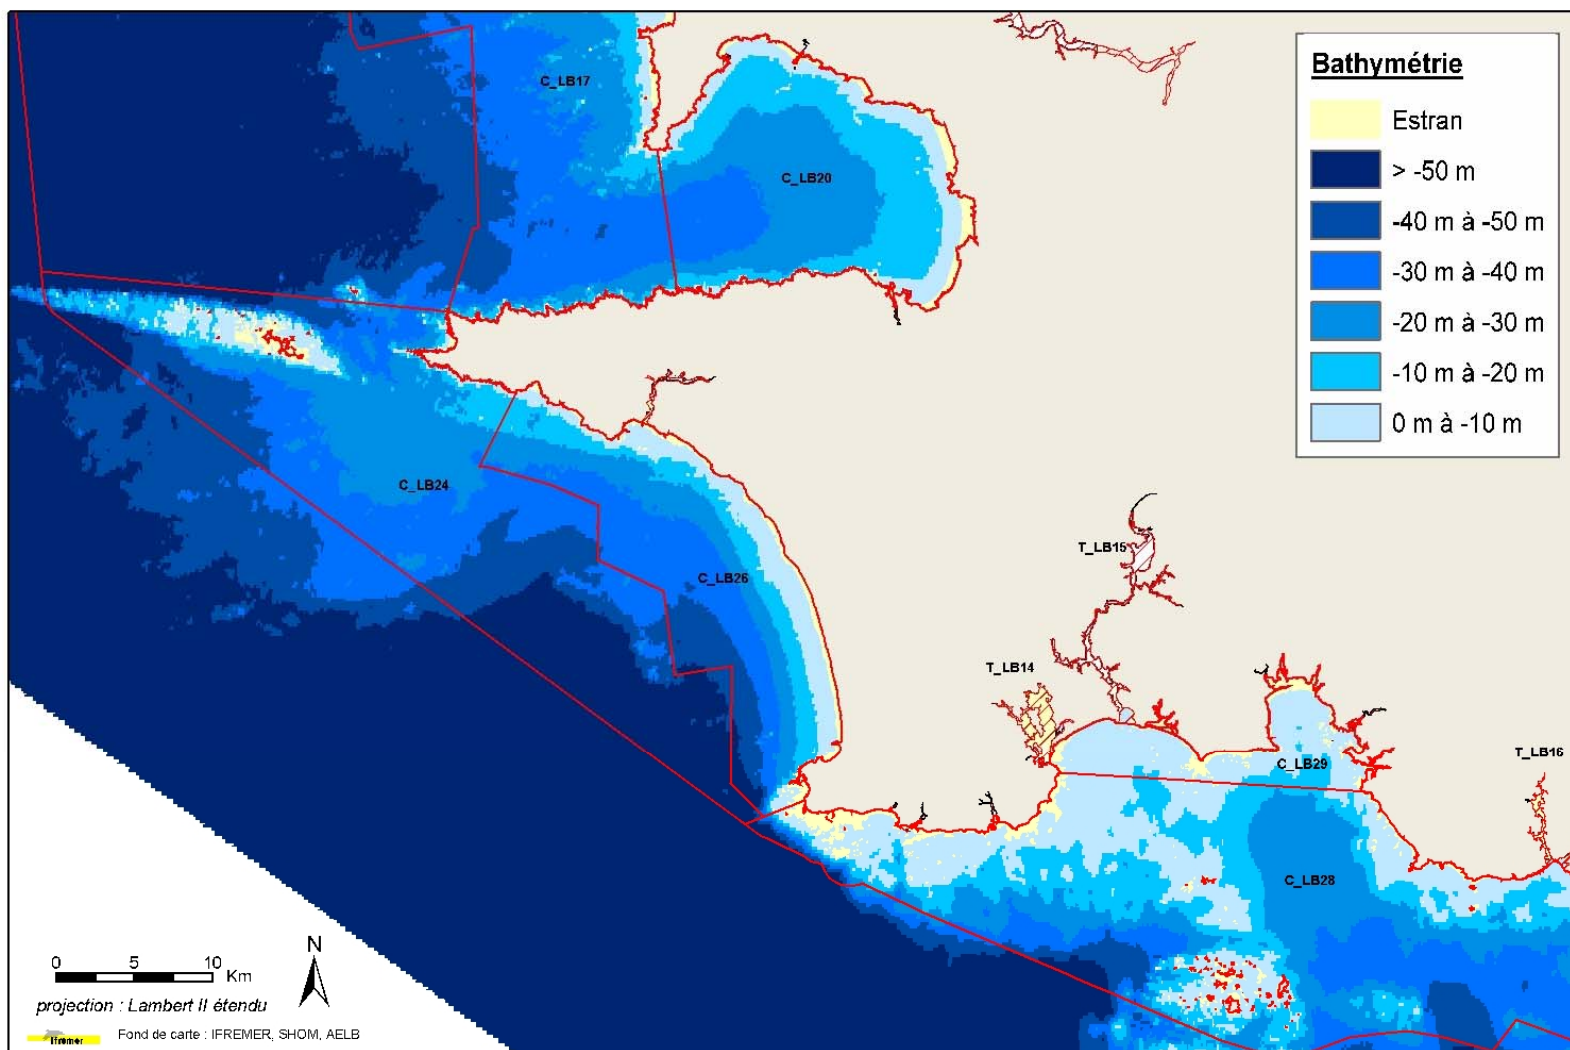 C_LB17
C_LB20
Bathymétrie
Estran
> -50 m
-40 m à -50 m
-30 m à -40 m
-20 m à -30 m
-10 m à -20 m
0 m à -10 m
C_LB24
C_LB26
T_LB15
T_LB14
T_LB16
C_LB29
C_LB28
0 5 10
Km
N
projection : Lambert II étendu
Ifremer
Fond de carte : IFREMER, SHOM, AELB